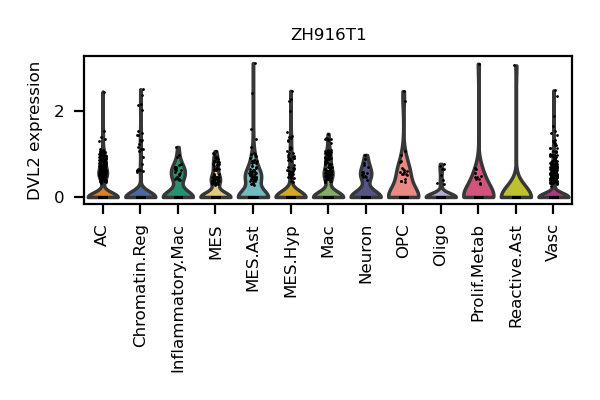 ZH916T1
DVL2 expression
2
0
AC
Chromatin.Reg
Inflammatory.Mac
MES
MES.Ast
MES.Hyp
Mac
Neuron
OPC
Oligo
Prolif.Metab
Reactive.Ast
Vasc